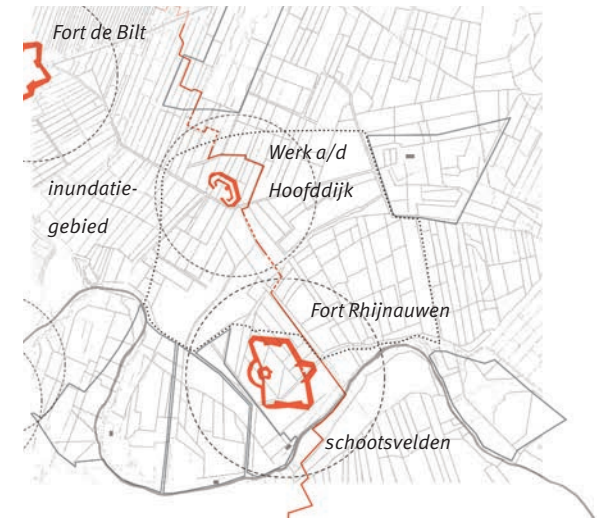 Fort de Bilt
Werk a/d
Hoofddijk
inundatie-
gebied
Fort Rhijnauwen
schootsvelden